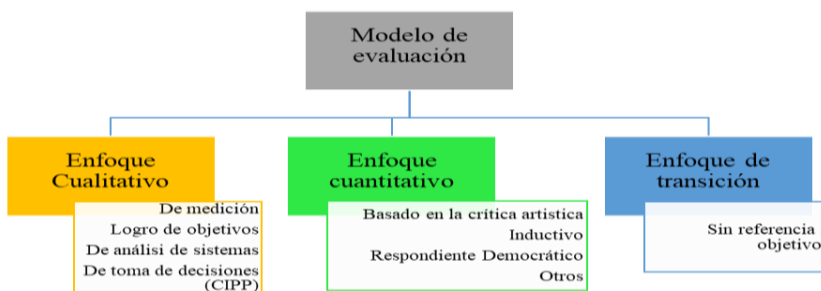 Modelo de
evaluación
Enfoque
Cualitativo
De medición
Logro de objetivos
De análisi de sistemas
De toma de decisiones
(CIPP)
Enfoque
cuantitativo
Basado en la crítica artistica
Inductivo
Respondiente Democrático
Otros
Enfoque de
transición
Sin referencia
objetivo